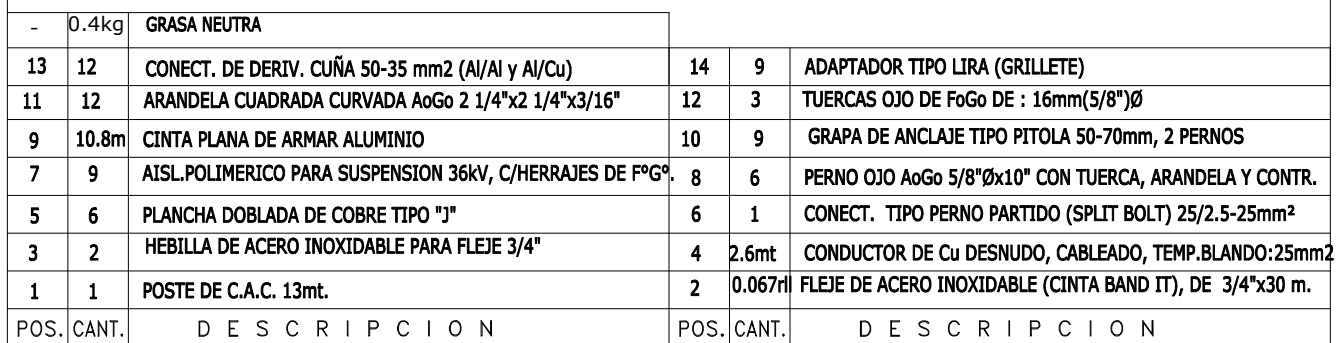 - 0.4kg GRASA NEUTRA
13 12 CONECT. DE DERIV. CUÑA 50-35 mm2 (Al/Al y Al/Cu) 14 9 ADAPTADOR TIPO LIRA (GRILLETE)
11 12 ARANDELA CUADRADA CURVADA AoGo 2 1/4"x2 1/4"x3/16" 12 3 TUERCAS OJO DE FoGo DE : 16mm(5/8")Ø
9 10.8m CINTA PLANA DE ARMAR ALUMINIO 10 9 GRAPA DE ANCLAJE TIPO PITOLA 50-70mm, 2 PERNOS
7 9 AISL.POLIMERICO PARA SUSPENSION 36kV, C/HERRAJES DE FºGº. 8 6 PERNO OJO AoGo 5/8"Øx10" CON TUERCA, ARANDELA Y CONTR.
5 6 PLANCHA DOBLADA DE COBRE TIPO "J" 6 1 CONECT. TIPO PERNO PARTIDO (SPLIT BOLT) 25/2.5-25mm²
3 2 HEBILLA DE ACERO INOXIDABLE PARA FLEJE 3/4" 4 2.6mt CONDUCTOR DE Cu DESNUDO, CABLEADO, TEMP.BLANDO:25mm2
1 1 POSTE DE C.A.C. 13mt. 2 0.067rll FLEJE DE ACERO INOXIDABLE (CINTA BAND IT), DE 3/4"x30 m.
POS. CANT. D E S C R I P C I O N POS. CANT. D E S C R I P C I O N